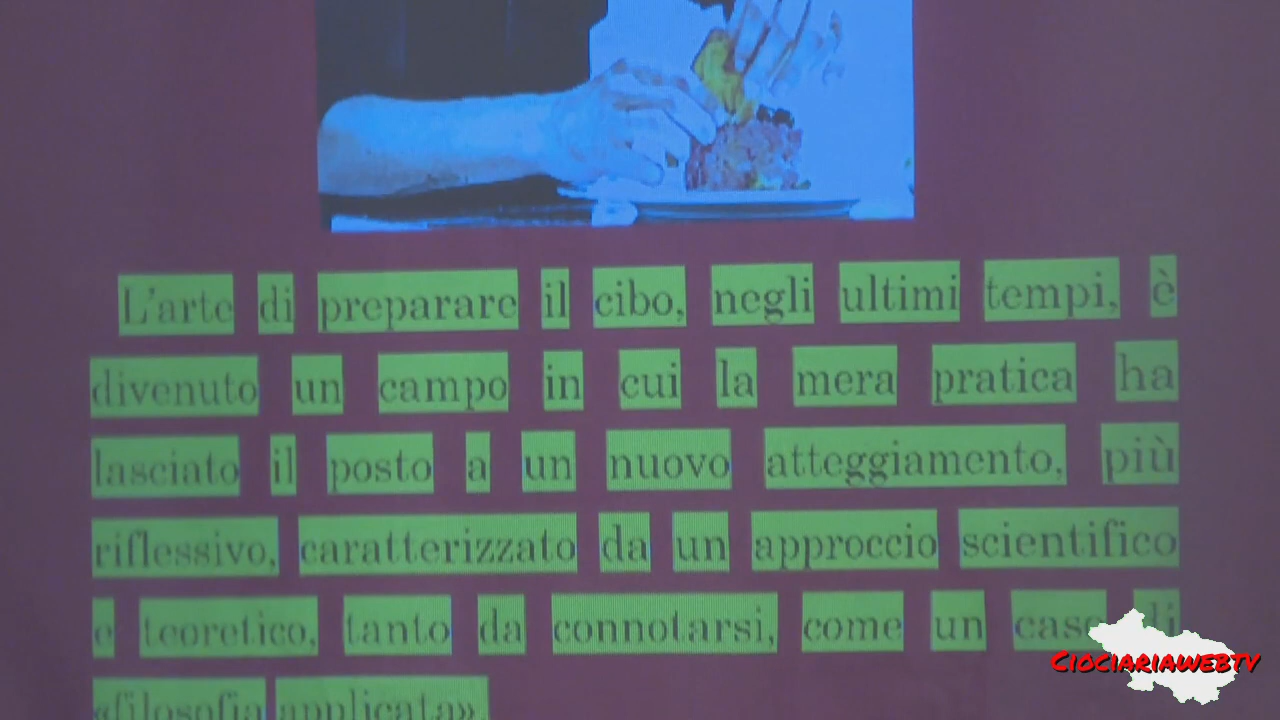 L'arte di preparare il cibo, negli ultimi tempi, è
divenuto un campo in cui la mera pratica ha
lasciato il posto a un nuovo atteggiamento, più
riflessivo, caratterizzato da un approccio scientifico
e teoretico, tanto da connotarsi, come un caso di
«filosofia applicata»
CIOCIARIAWEBTV